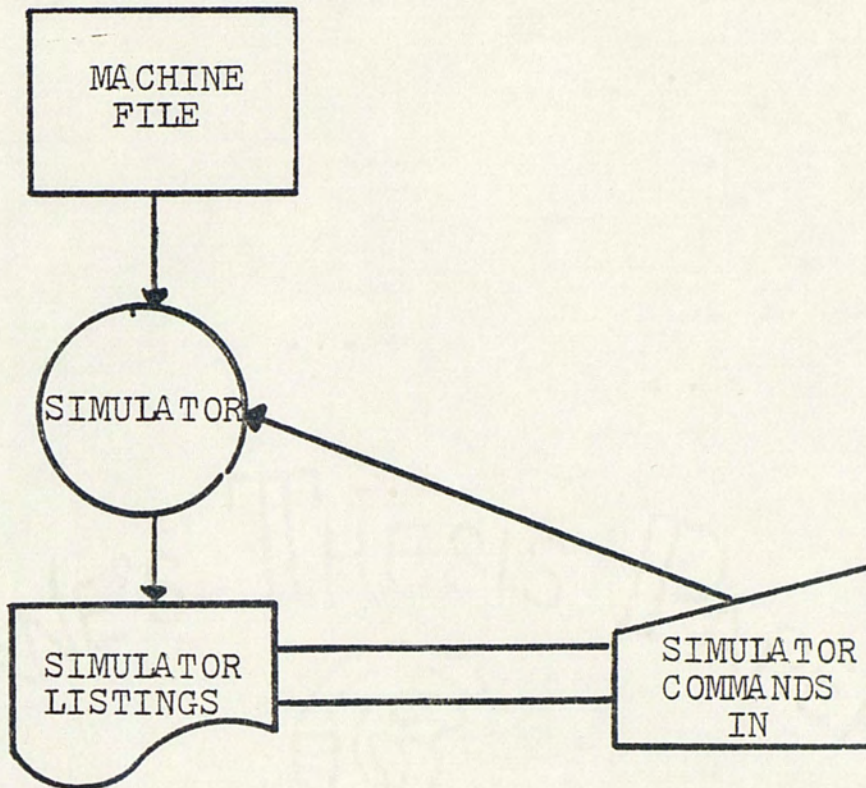 MACHINE
FILE
SIMULATOR
SIMULATOR
LISTINGS
SIMULATOR
COMMANDS
IN